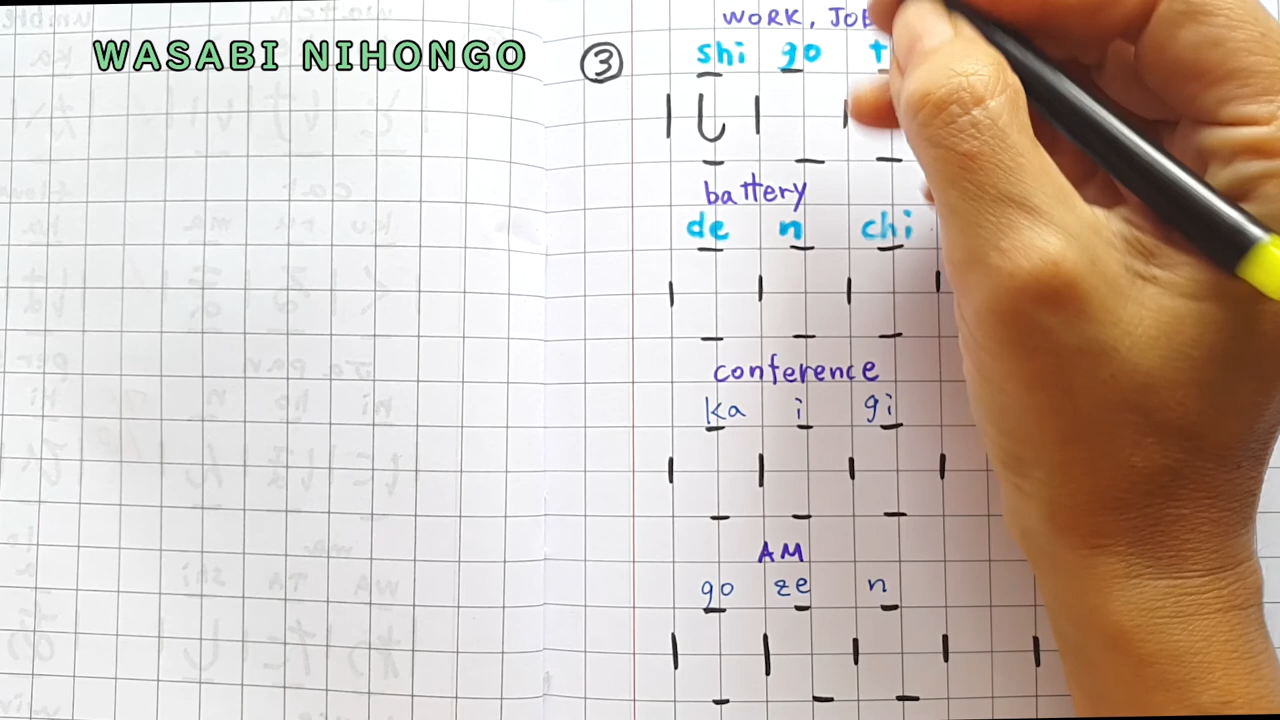 WASABI NIHONGO
WORK, JOB
③ shi go t
し
battery
de n chi
conference
ka i gi
AM
go ze n